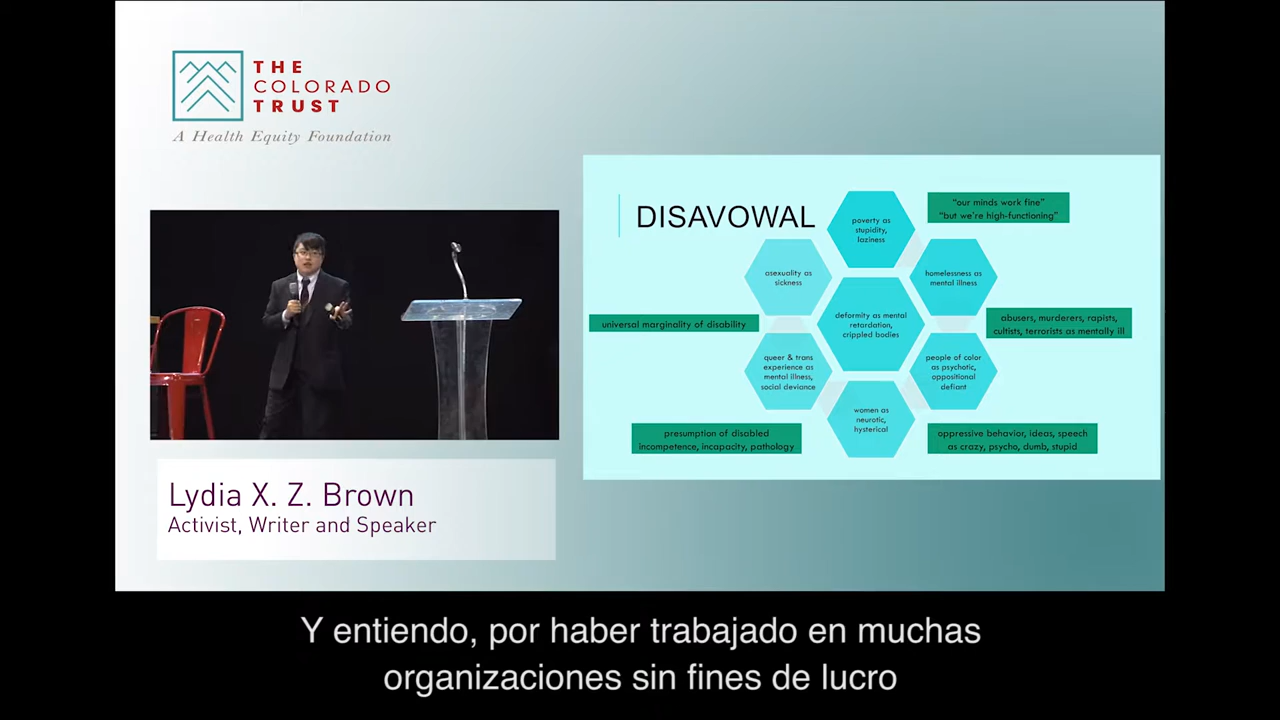 THE
COLORADO
TRUST
A Health Equity Foundation
DISAVOWAL
poverty as
stupidity,
laziness
"our minds work fine"
"but we're high-functioning"
asexuality as
sickness
homelessness as
mental illness
deformity as mental
retardation,
crippled bodies
universal marginality of disability
abusers, murderers, rapists,
cultists, terrorists as mentally ill
queer & trans
experience as
mental illness,
social deviance
people of color
as psychotic,
oppositional
defiant
women as
neurotic,
hysterical
presumption of disabled
incompetence, incapacity, pathology
oppressive behavior, ideas, speech
as crazy, psycho, dumb, stupid
Lydia X. Z. Brown
Activist, Writer and Speaker
Y entiendo, por haber trabajado en muchas
organizaciones sin fines de lucro